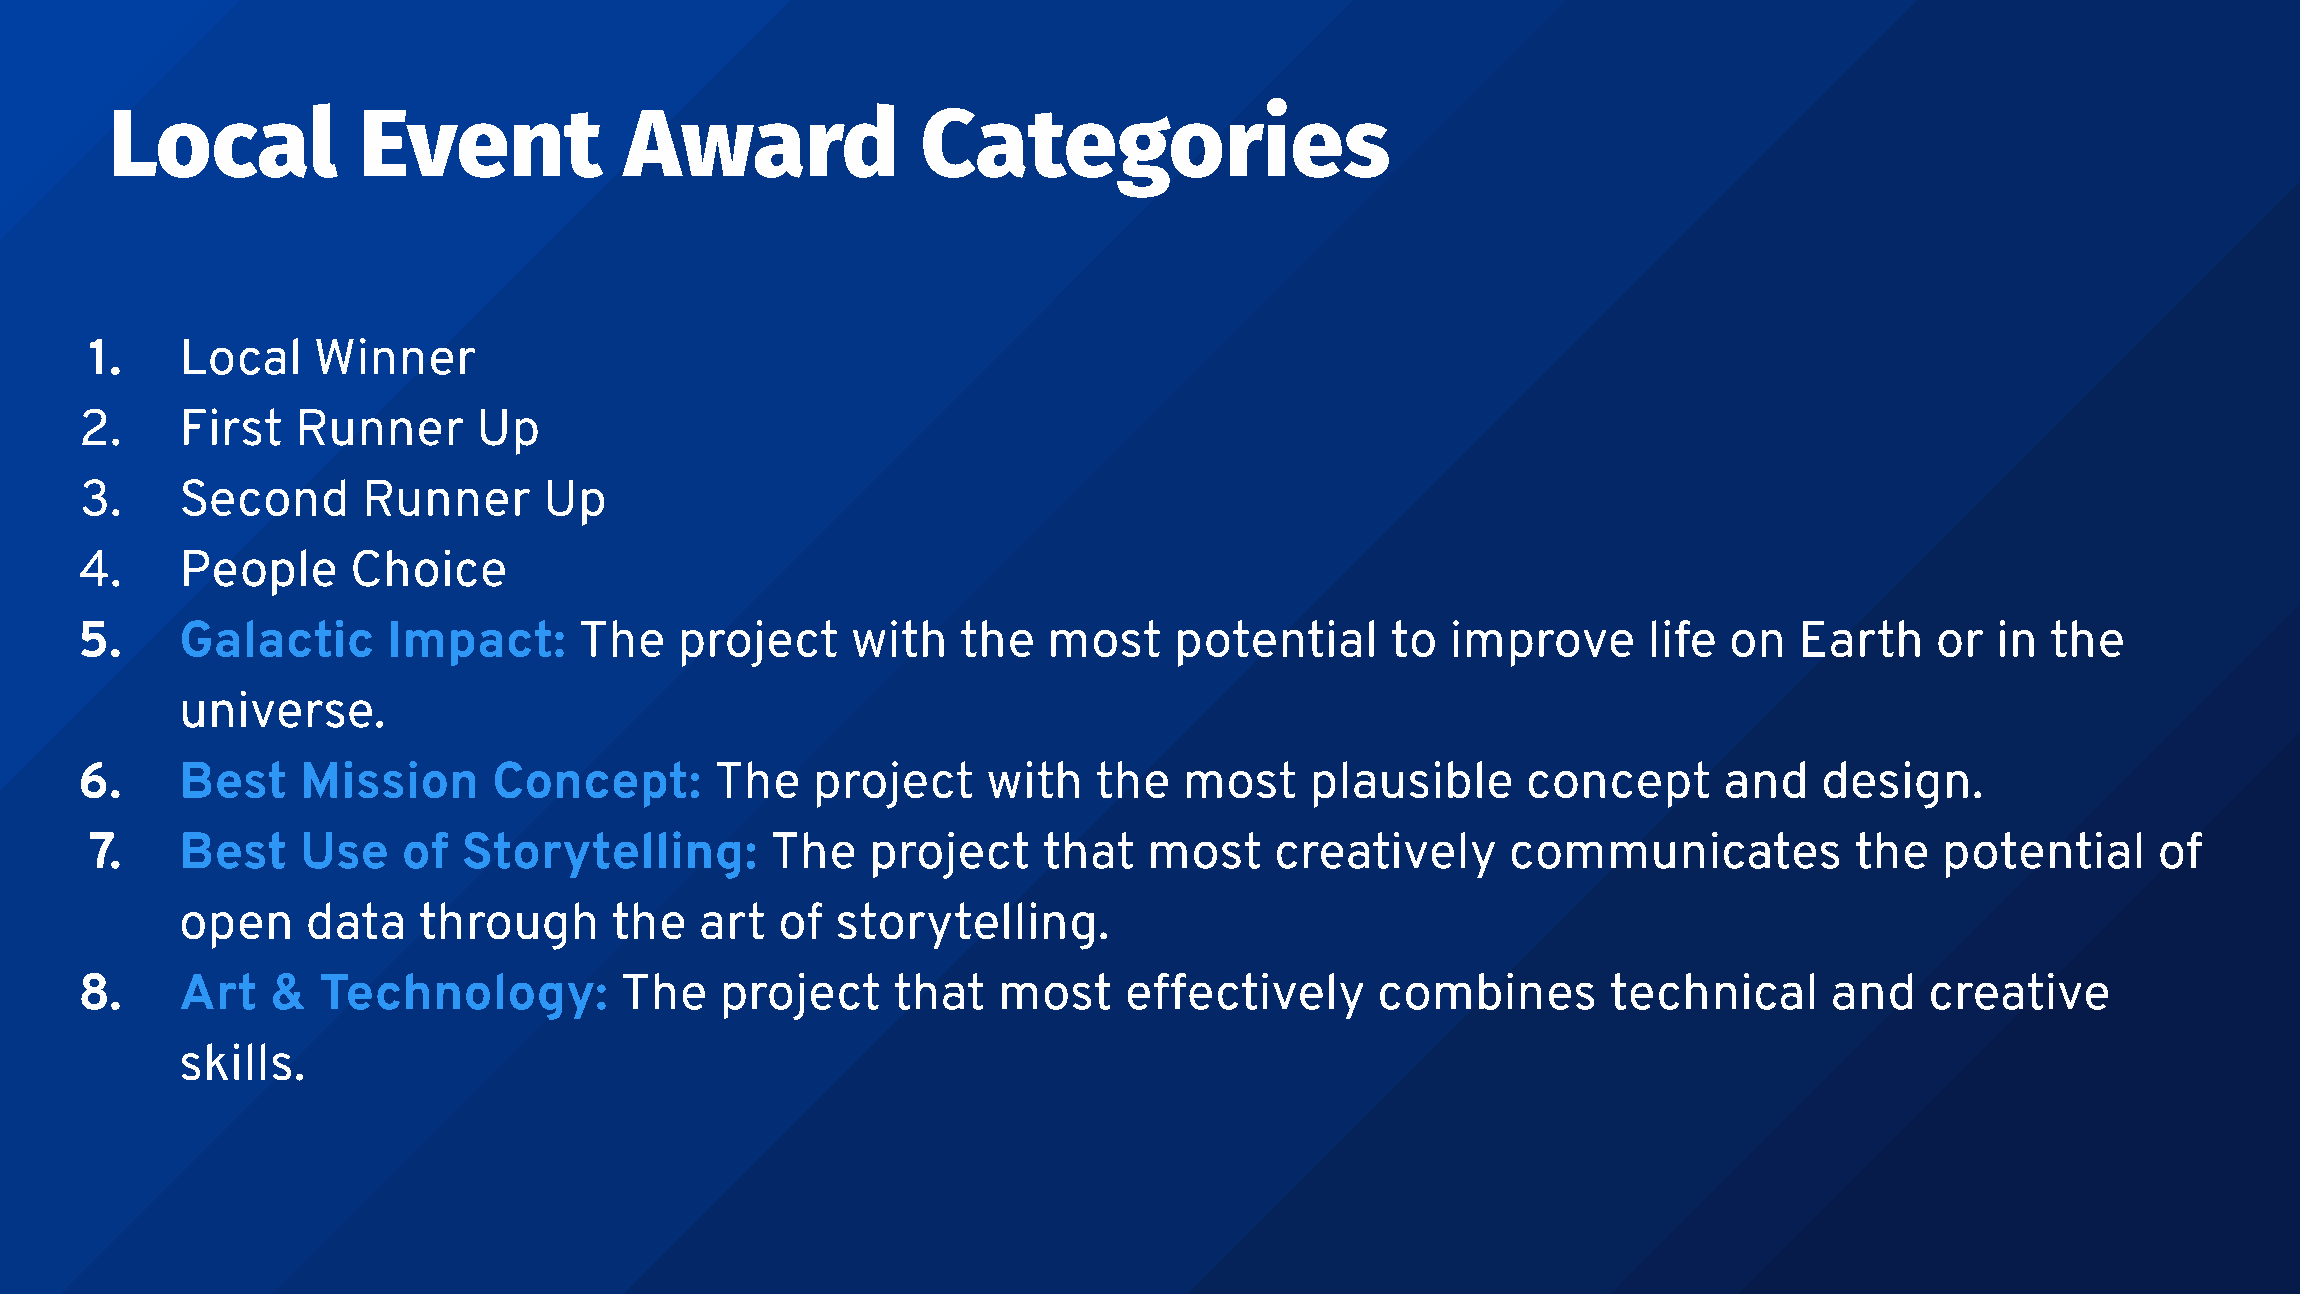 Local Event Award Categories
1. Local Winner
2. First Runner Up
3. Second Runner Up
4. People Choice
5. Galactic Impact: The project with the most potential to improve life on Earth or in the
universe.
6. Best Mission Concept: The project with the most plausible concept and design.
7. Best Use of Storytelling: The project that most creatively communicates the potential of
open data through the art of storytelling.
8. Art & Technology: The project that most effectively combines technical and creative
skills.